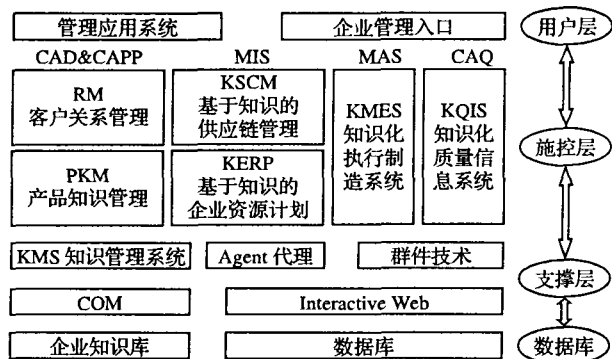 管理应用系统
企业管理入口
用户层
CAD&CAPP
MIS
MAS
CAQ
RM
客户关系管理
KSCM
基于知识的
供应链管理
KMES
知识化
执行制
造系统
KQIS
知识化
质量信
息系统
施控层
PKM
产品知识管理
KERP
基于知识的
企业资源计划
KMS 知识管理系统
Agent 代理
群件技术
支撑层
COM
Interactive Web
企业知识库
数据库
数据库